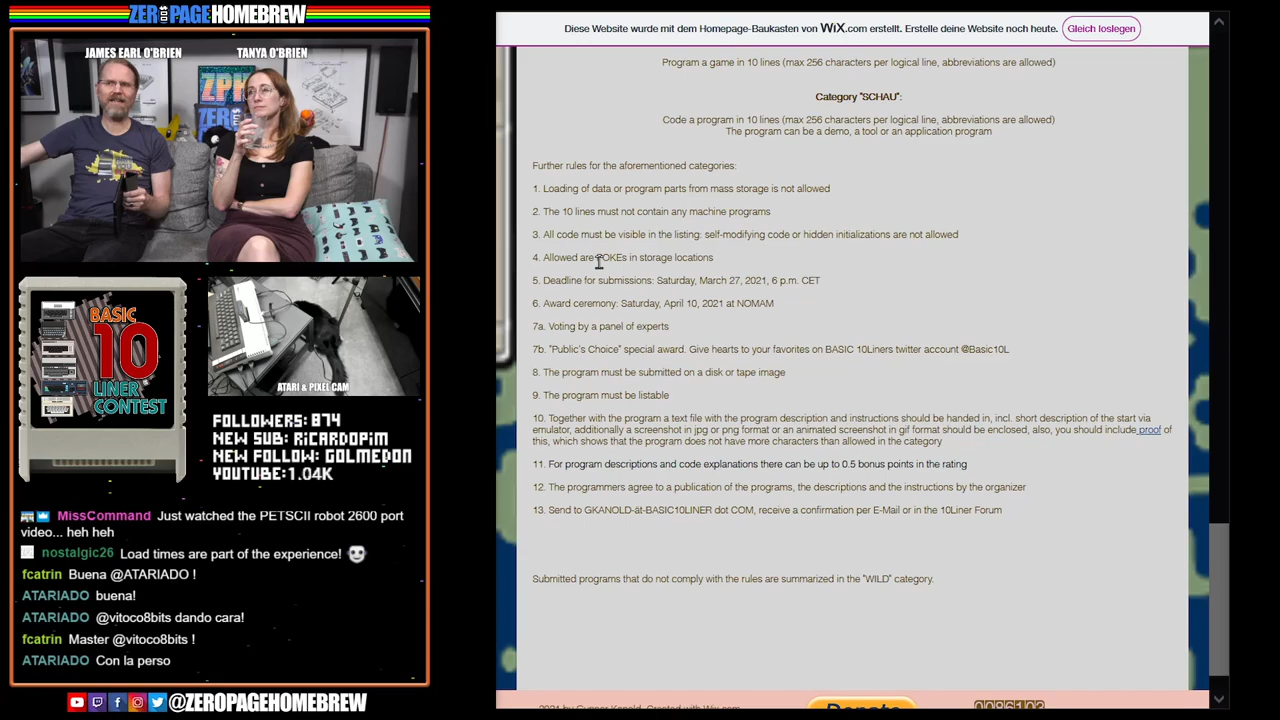 ZEROPAGEHOMEBREW
JAMES EARL O'BRIEN
TANYA O'BRIEN
ZPH
BASIC
10
LINER
CONTEST
ATARI & PIXEL CAM
FOLLOWERS: 874
NEW SUB: RICARDOPIM
NEW FOLLOW: GOLMEDON
YOUTUBE:1.04K
MissCommand Just watched the PETSCII robot 2600 port
video... heh heh
nostalgic26 Load times are part of the experience!
fcatrin Buena @ATARIADO !
ATARIADO buena!
ATARIADO @vitoco8bits dando cara!
fcatrin Master @vitoco8bits !
ATARIADO Con la perso
@ZEROPAGEHOMEBREW
Diese Website wurde mit dem Homepage-Baukasten von WiX.com erstellt. Erstelle deine Website noch heute. Gleich loslegen
Program a game in 10 lines (max 256 characters per logical line, abbreviations are allowed)
Category "SCHAU":
Code a program in 10 lines (max 256 characters per logical line, abbreviations are allowed)
The program can be a demo, a tool or an application program
Further rules for the aforementioned categories:
1. Loading of data or program parts from mass storage is not allowed
2. The 10 lines must not contain any machine programs
3. All code must be visible in the listing: self-modifying code or hidden initializations are not allowed
4. Allowed are POKEs in storage locations
5. Deadline for submissions: Saturday, March 27, 2021, 6 p.m. CET
6. Award ceremony: Saturday, April 10, 2021 at NOMAM
7a. Voting by a panel of experts
7b. "Public's Choice" special award. Give hearts to your favorites on BASIC 10Liners twitter account @Basic10L
8. The program must be submitted on a disk or tape image
9. The program must be listable
10. Together with the program a text file with the program description and instructions should be handed in, incl. short description of the start via
emulator, additionally a screenshot in jpg or png format or an animated screenshot in gif format should be enclosed, also, you should include proof of
this, which shows that the program does not have more characters than allowed in the category
11. For program descriptions and code explanations there can be up to 0.5 bonus points in the rating
12. The programmers agree to a publication of the programs, the descriptions and the instructions by the organizer
13. Send to GKANOLD-at-BASIC10LINER dot COM, receive a confirmation per E-Mail or in the 10Liner Forum
Submitted programs that do not comply with the rules are summarized in the "WILD" category.
2021 by Gunnar Kanold. Created with Wix.com
Donate
0086103